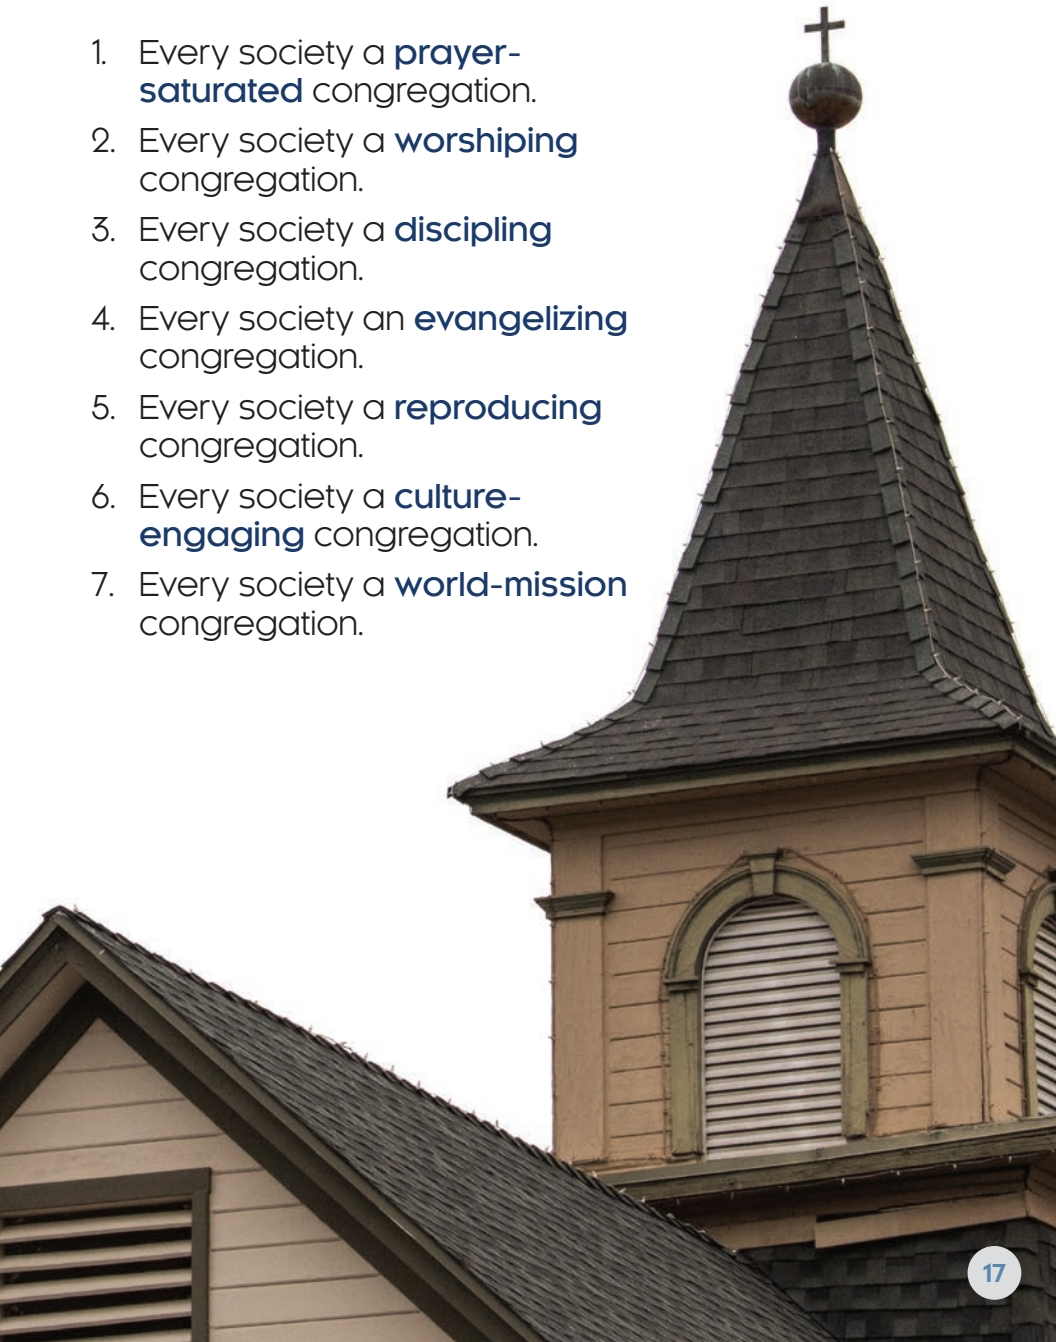 1. Every society a prayer-
saturated congregation.
2. Every society a worshiping
congregation.
3. Every society a discipling
congregation.
4. Every society an evangelizing
congregation.
5. Every society a reproducing
congregation.
6. Every society a culture-
engaging congregation.
7. Every society a world-mission
congregation.
17